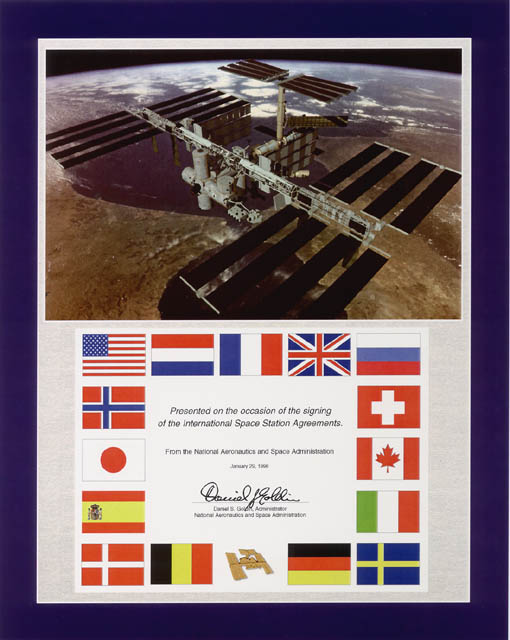 Presented on the occasion of the signing
of the International Space Station Agreements.
From the National Aeronautics and Space Administration
January 29, 1998
Daniel S. Goldin, Administrator
National Aeronautics and Space Administration